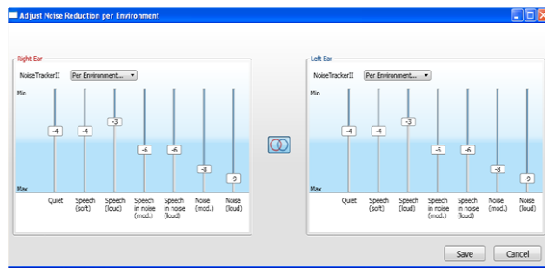 Adjust Noise Reduction per Environment
Right Ear
NoiseTrackerII Per Environment...
Min
-4 -4 -3 -6 -6 -8 -9
Max
Quiet Speech (soft) Speech (loud) Speech in noise (mod.) Speech in noise (loud) Noise (mod.) Noise (loud)
Left Ear
NoiseTrackerII Per Environment...
Min
-4 -4 -3 -6 -6 -8
Max
Quiet Speech (soft) Speech (loud) Speech in noise (mod.) Speech in noise (loud) Noise (mod.) Noise (loud)
Save Cancel